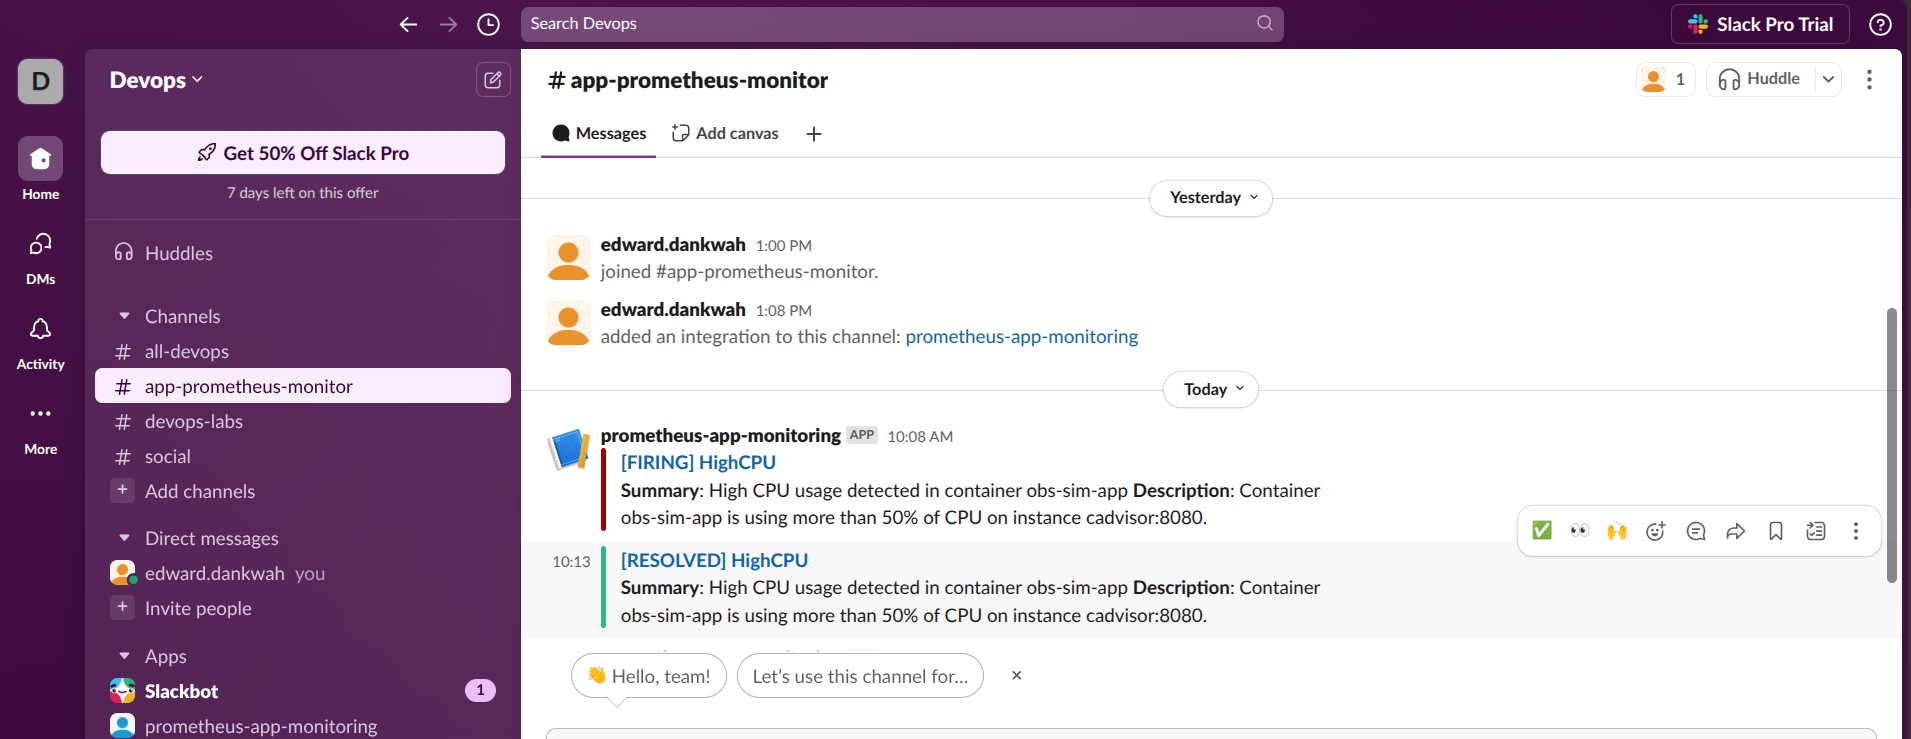 Search Devops
Slack Pro Trial
D
Devops
# app-prometheus-monitor
1
Huddle
Get 50% Off Slack Pro
7 days left on this offer
Messages
Add canvas
Home
DMs
Activity
More
Huddles
Channels
# all-devops
# app-prometheus-monitor
# devops-labs
# social
+ Add channels
Direct messages
edward.dankwah you
+ Invite people
Apps
Slackbot 1
prometheus-app-monitoring
Yesterday
edward.dankwah 1:00 PM
joined #app-prometheus-monitor.
edward.dankwah 1:08 PM
added an integration to this channel: prometheus-app-monitoring
Today
prometheus-app-monitoring APP 10:08 AM
[FIRING] HighCPU
Summary: High CPU usage detected in container obs-sim-app Description: Container
obs-sim-app is using more than 50% of CPU on instance cadvisor:8080.
10:13 [RESOLVED] HighCPU
Summary: High CPU usage detected in container obs-sim-app Description: Container
obs-sim-app is using more than 50% of CPU on instance cadvisor:8080.
👋 Hello, team!
Let's use this channel for...